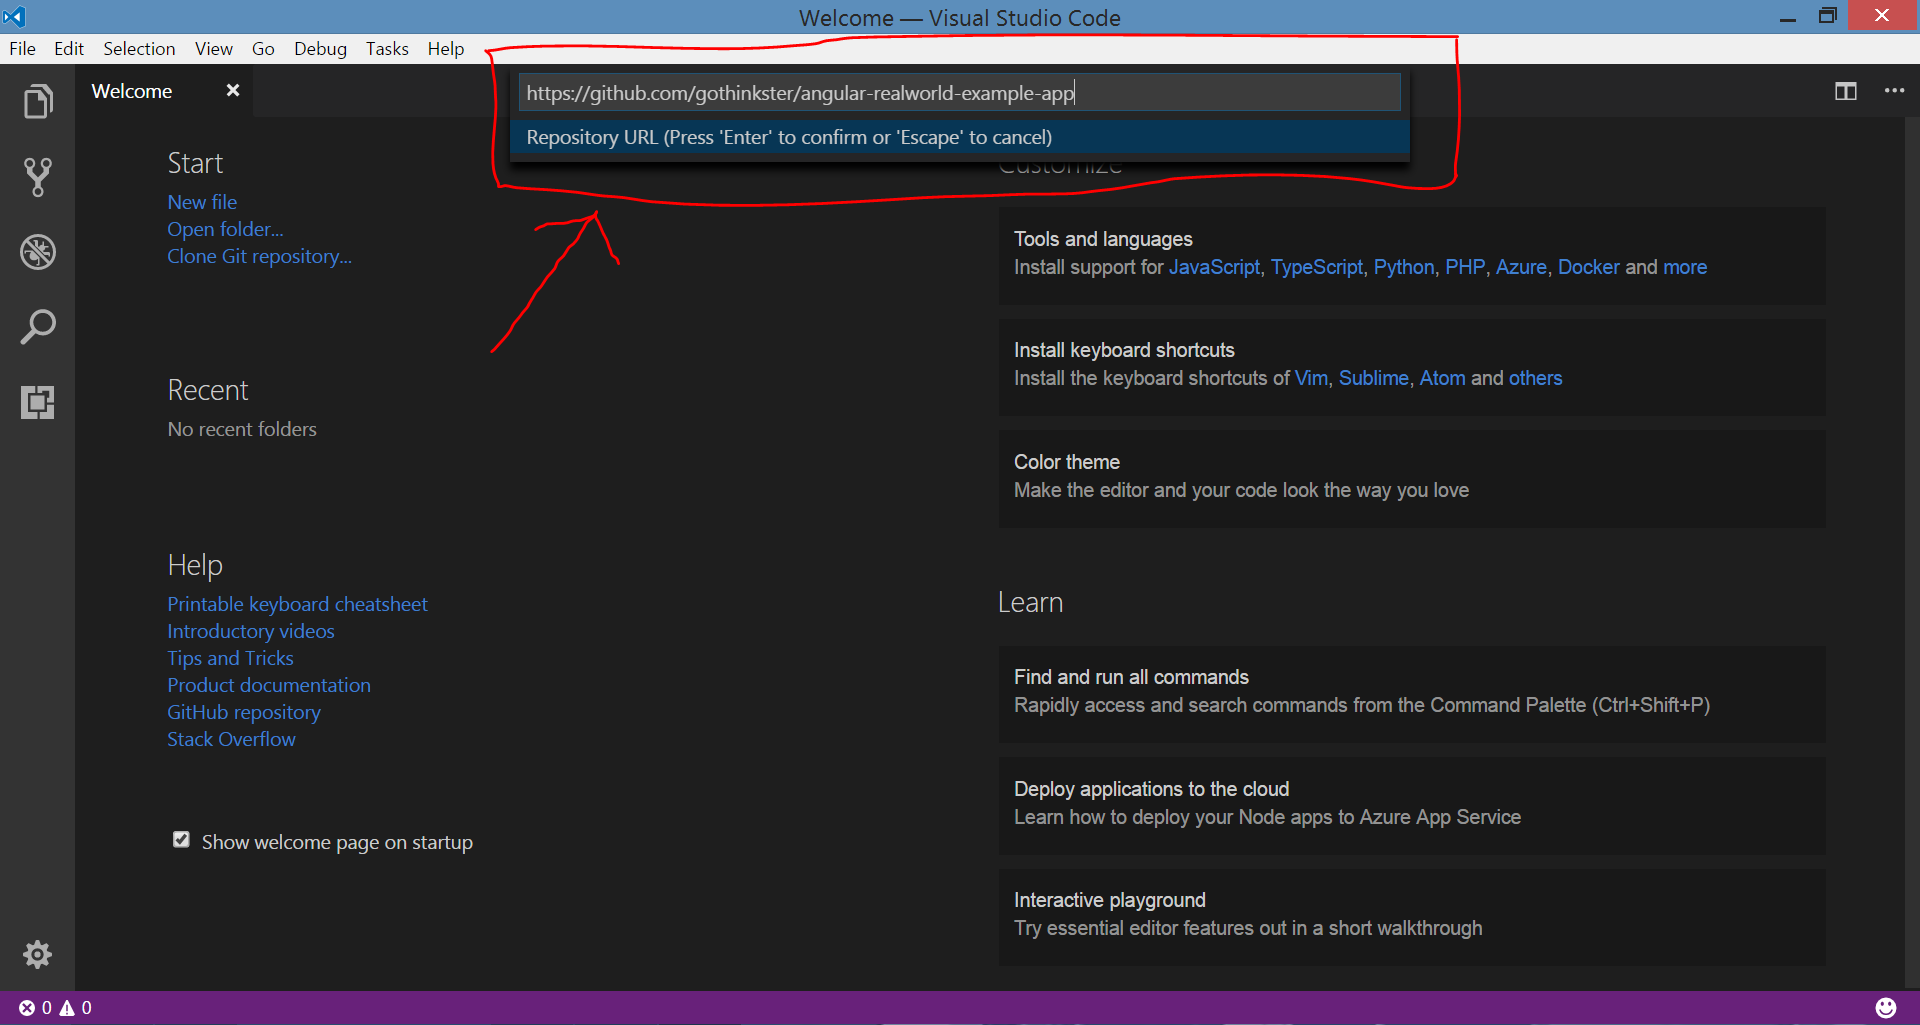 Welcome — Visual Studio Code
File Edit Selection View Go Debug Tasks Help
Welcome
https://github.com/gothinkster/angular-realworld-example-app
Repository URL (Press 'Enter' to confirm or 'Escape' to cancel)
Start
New file
Open folder...
Clone Git repository...
Recent
No recent folders
Help
Printable keyboard cheatsheet
Introductory videos
Tips and Tricks
Product documentation
GitHub repository
Stack Overflow
Show welcome page on startup
Customize
Tools and languages
Install support for JavaScript, TypeScript, Python, PHP, Azure, Docker and more
Install keyboard shortcuts
Install the keyboard shortcuts of Vim, Sublime, Atom and others
Color theme
Make the editor and your code look the way you love
Learn
Find and run all commands
Rapidly access and search commands from the Command Palette (Ctrl+Shift+P)
Deploy applications to the cloud
Learn how to deploy your Node apps to Azure App Service
Interactive playground
Try essential editor features out in a short walkthrough
0 0